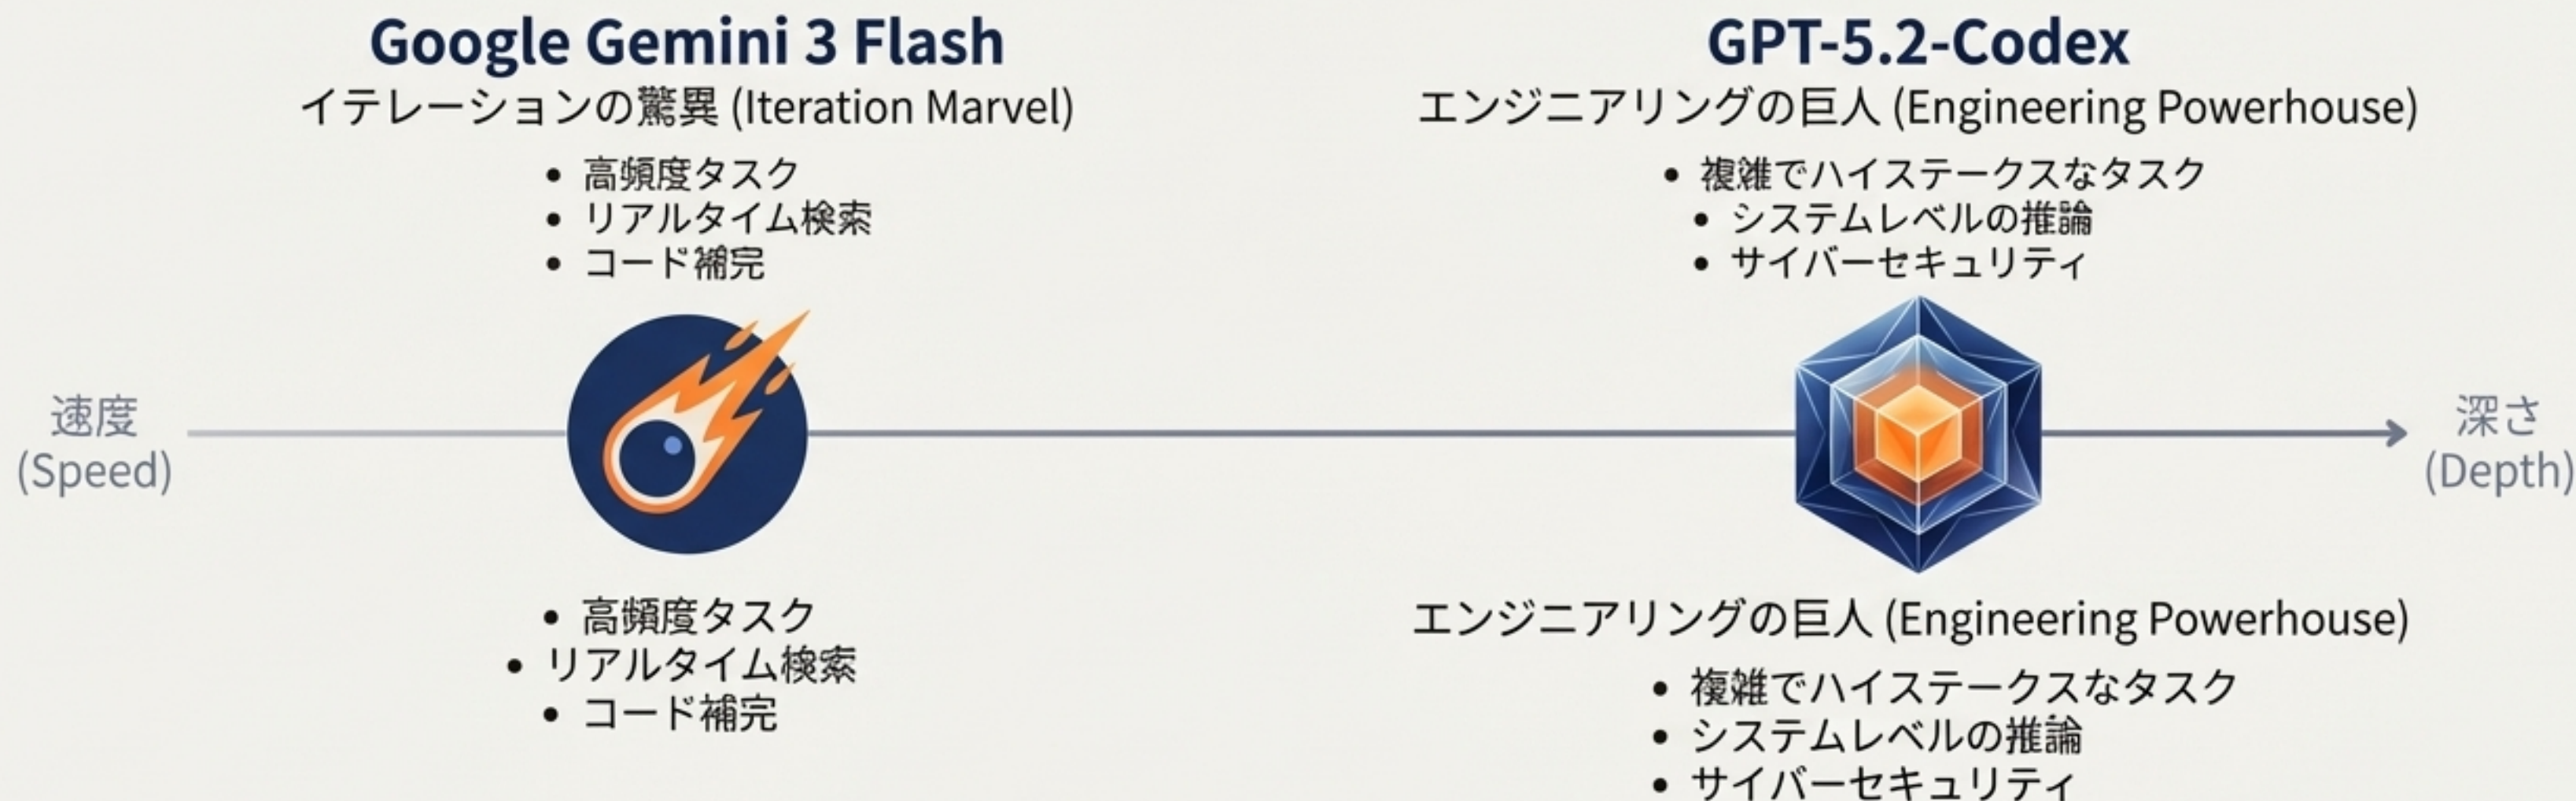 Google Gemini 3 Flash
イテレーションの驚異 (Iteration Marvel)
• 高頻度タスク
• リアルタイム検索
• コード補完
GPT-5.2-Codex
エンジニアリングの巨人 (Engineering Powerhouse)
• 複雑でハイステークスなタスク
• システムレベルの推論
• サイバーセキュリティ
速度
(Speed)
深さ
(Depth)
• 高頻度タスク
• リアルタイム検索
• コード補完
エンジニアリングの巨人 (Engineering Powerhouse)
• 複雑でハイステークスなタスク
• システムレベルの推論
• サイバーセキュリティ